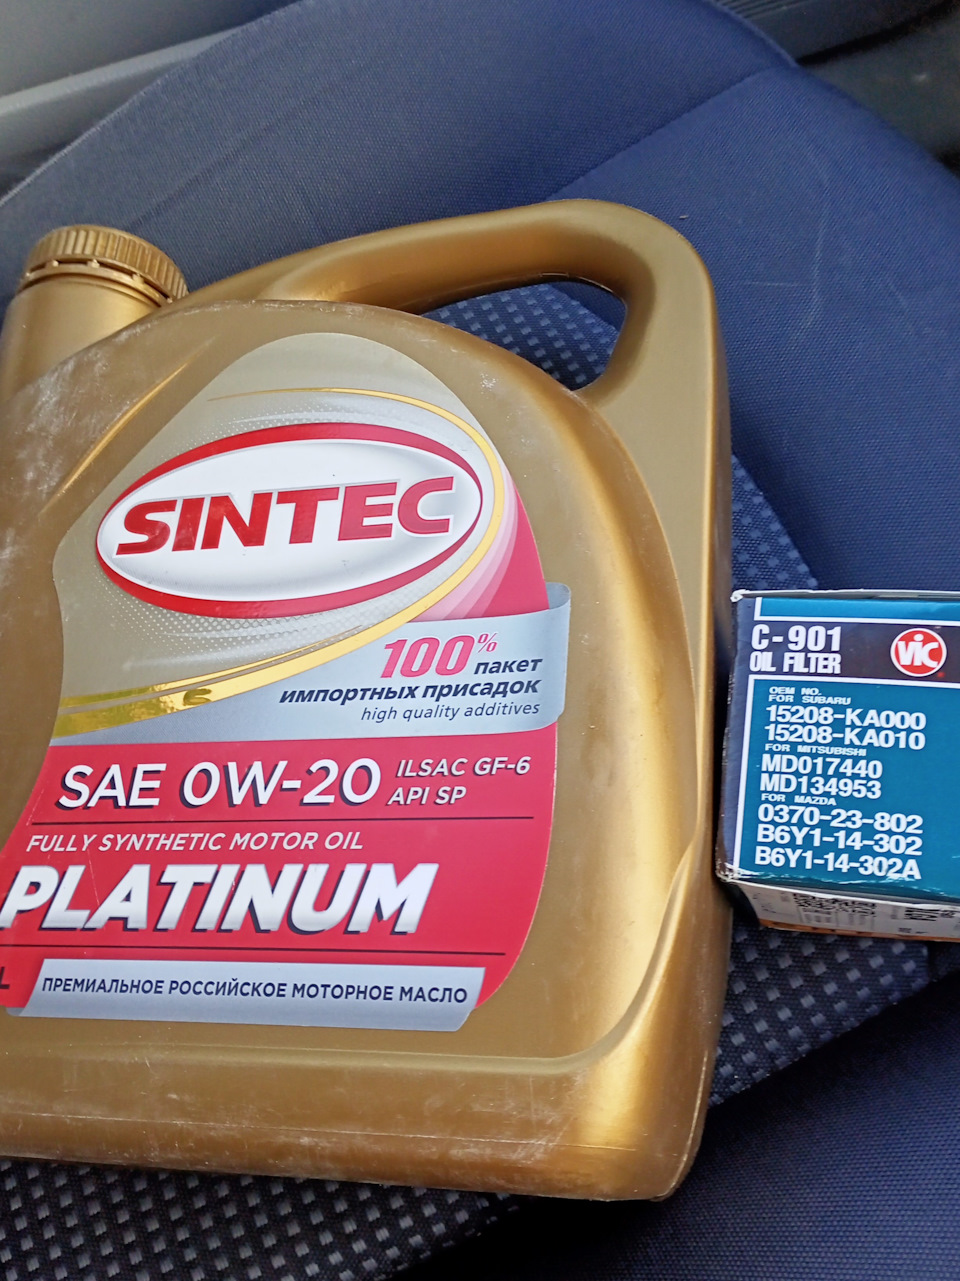 SINTEC
100% пакет
импортных присадок
high quality additives
SAE 0W-20 ILSAC GF-6
API SP
FULLY SYNTHETIC MOTOR OIL
PLATINUM
L
ПРЕМИАЛЬНОЕ РОССИЙСКОЕ МОТОРНОЕ МАСЛО
C-901
OIL FILTER
VIC
OEM NO.
FOR SUBARU
15208-KA000
15208-KA010
FOR MITSUBISHI
MD017440
MD134953
FOR MAZDA
0370-23-802
B6Y1-14-302
B6Y1-14-302A